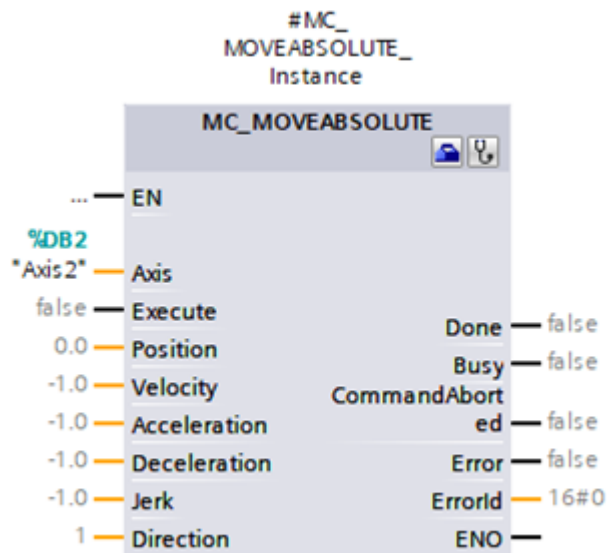 #MC_
MOVEABSOLUTE_
Instance
MC_MOVEABSOLUTE
... EN
%DB2
"Axis2" Axis
false Execute
Done false
0.0 Position
Busy false
-1.0 Velocity
CommandAbort
ed false
-1.0 Acceleration
-1.0 Deceleration
Error false
-1.0 Jerk
ErrorId 16#0
1 Direction
ENO